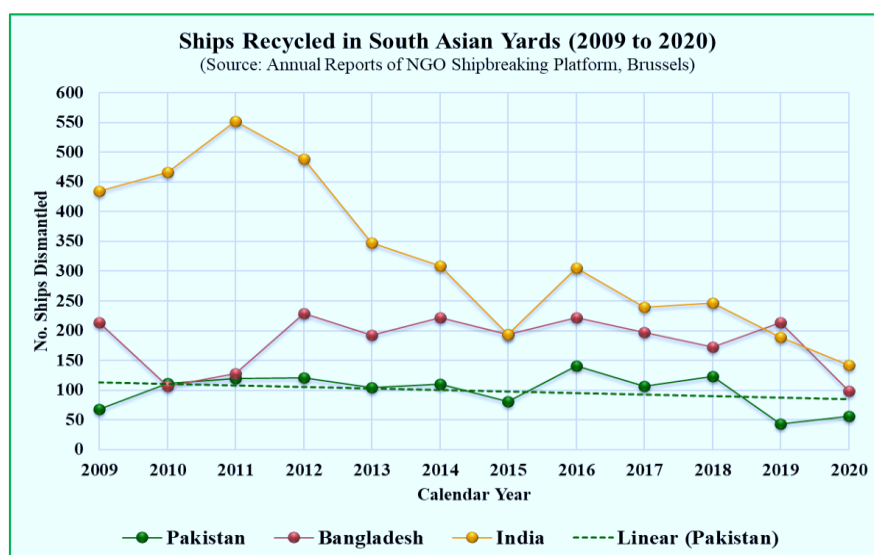 Ships Recycled in South Asian Yards (2009 to 2020)
(Source: Annual Reports of NGO Shipbreaking Platform, Brussels)
No. Ships Dismantled
600
550
500
450
400
350
300
250
200
150
100
50
0
2009 2010 2011 2012 2013 2014 2015 2016 2017 2018 2019 2020
Calendar Year
Pakistan Bangladesh India Linear (Pakistan)